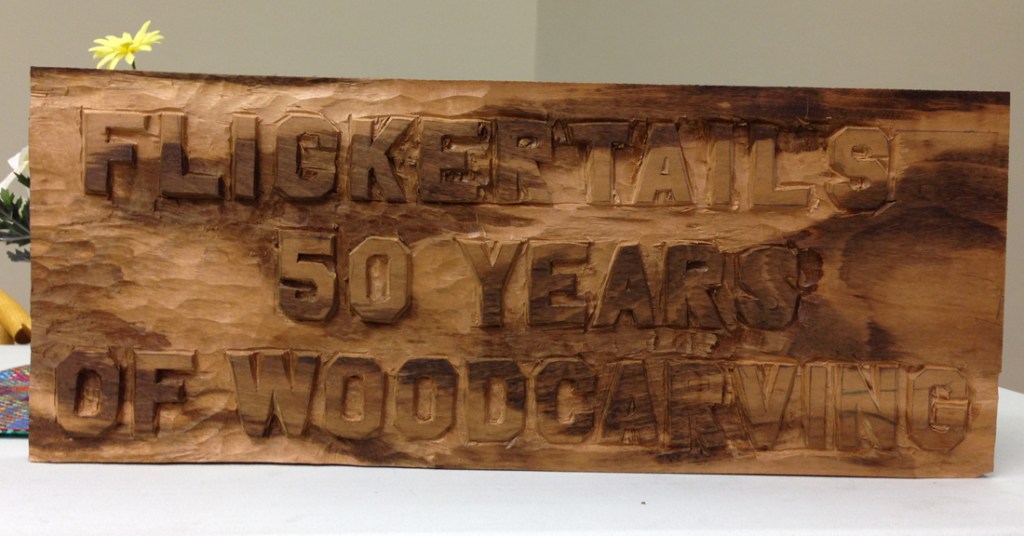 FLICKERTAILS
50 YEARS
OF WOODCARVING